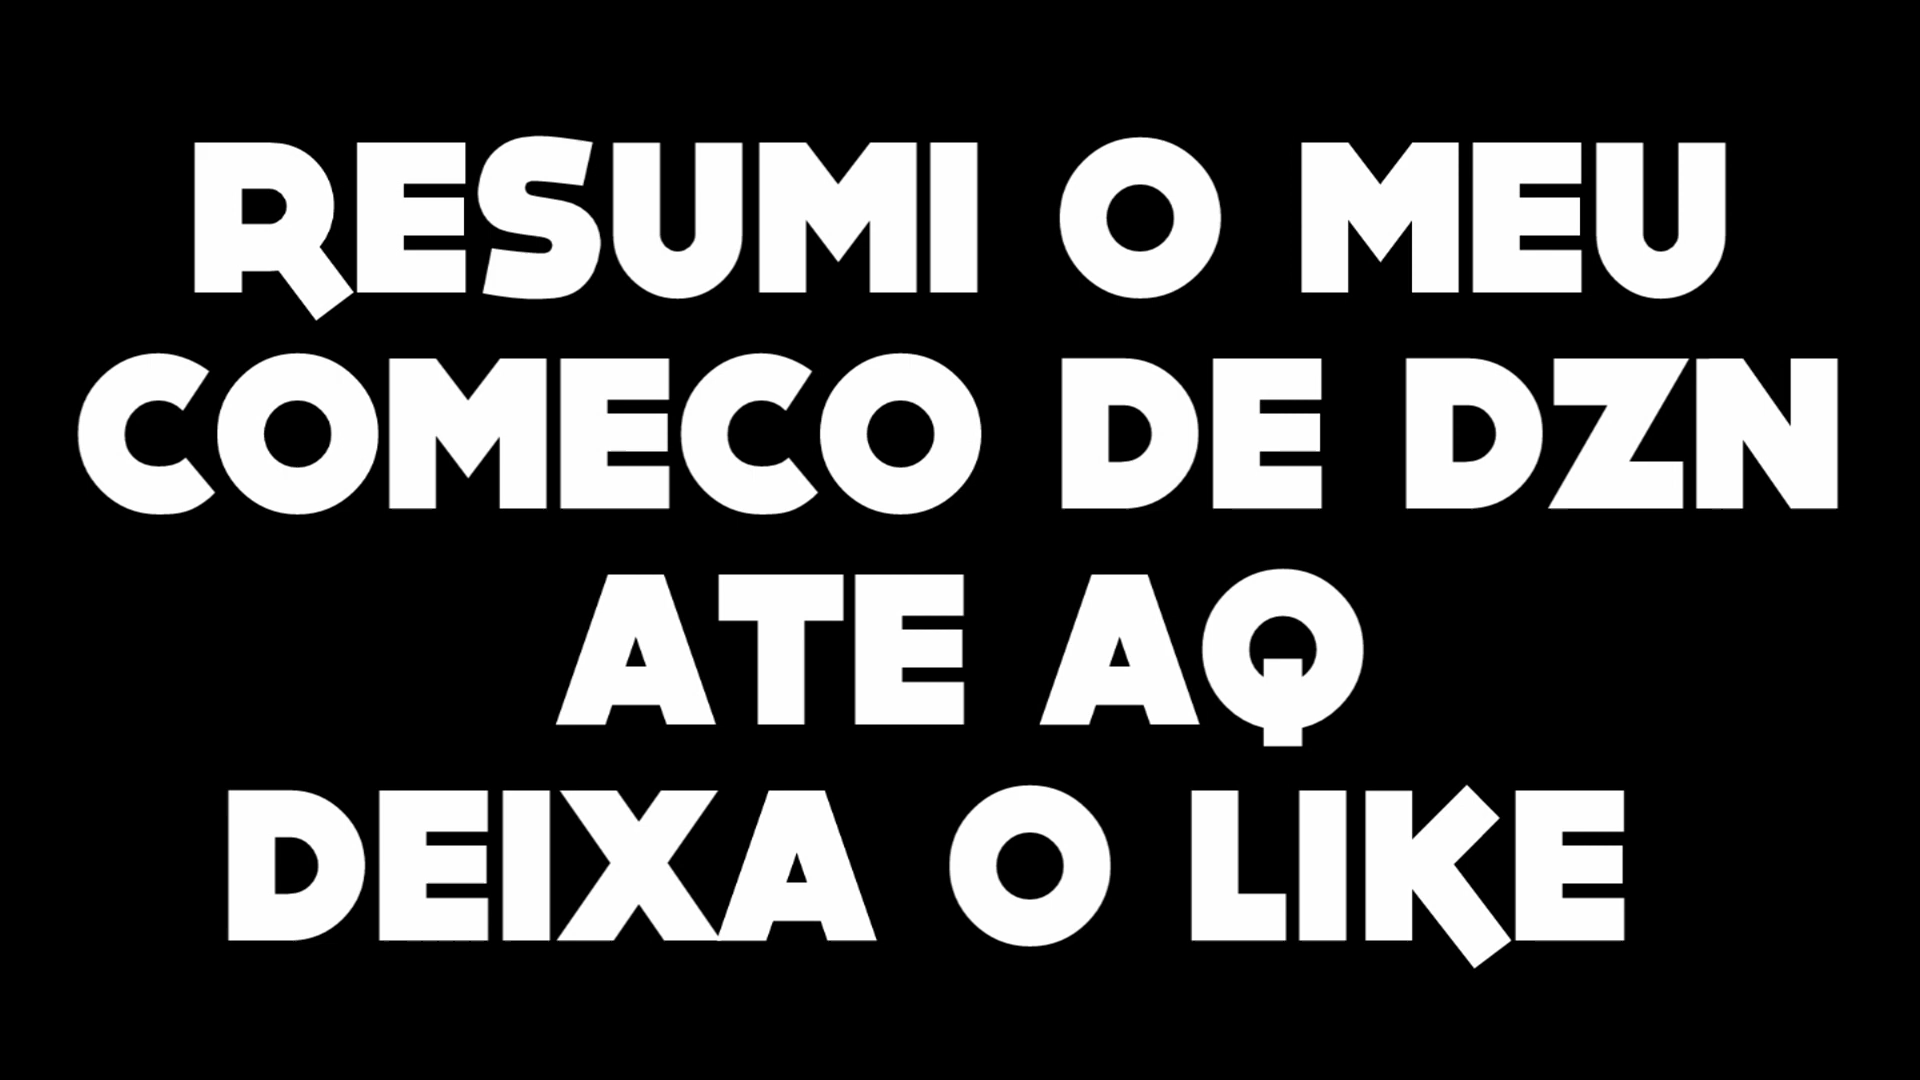 RESUMI O MEU
COMECO DE DZN
ATE AQ
DEIXA O LIKE